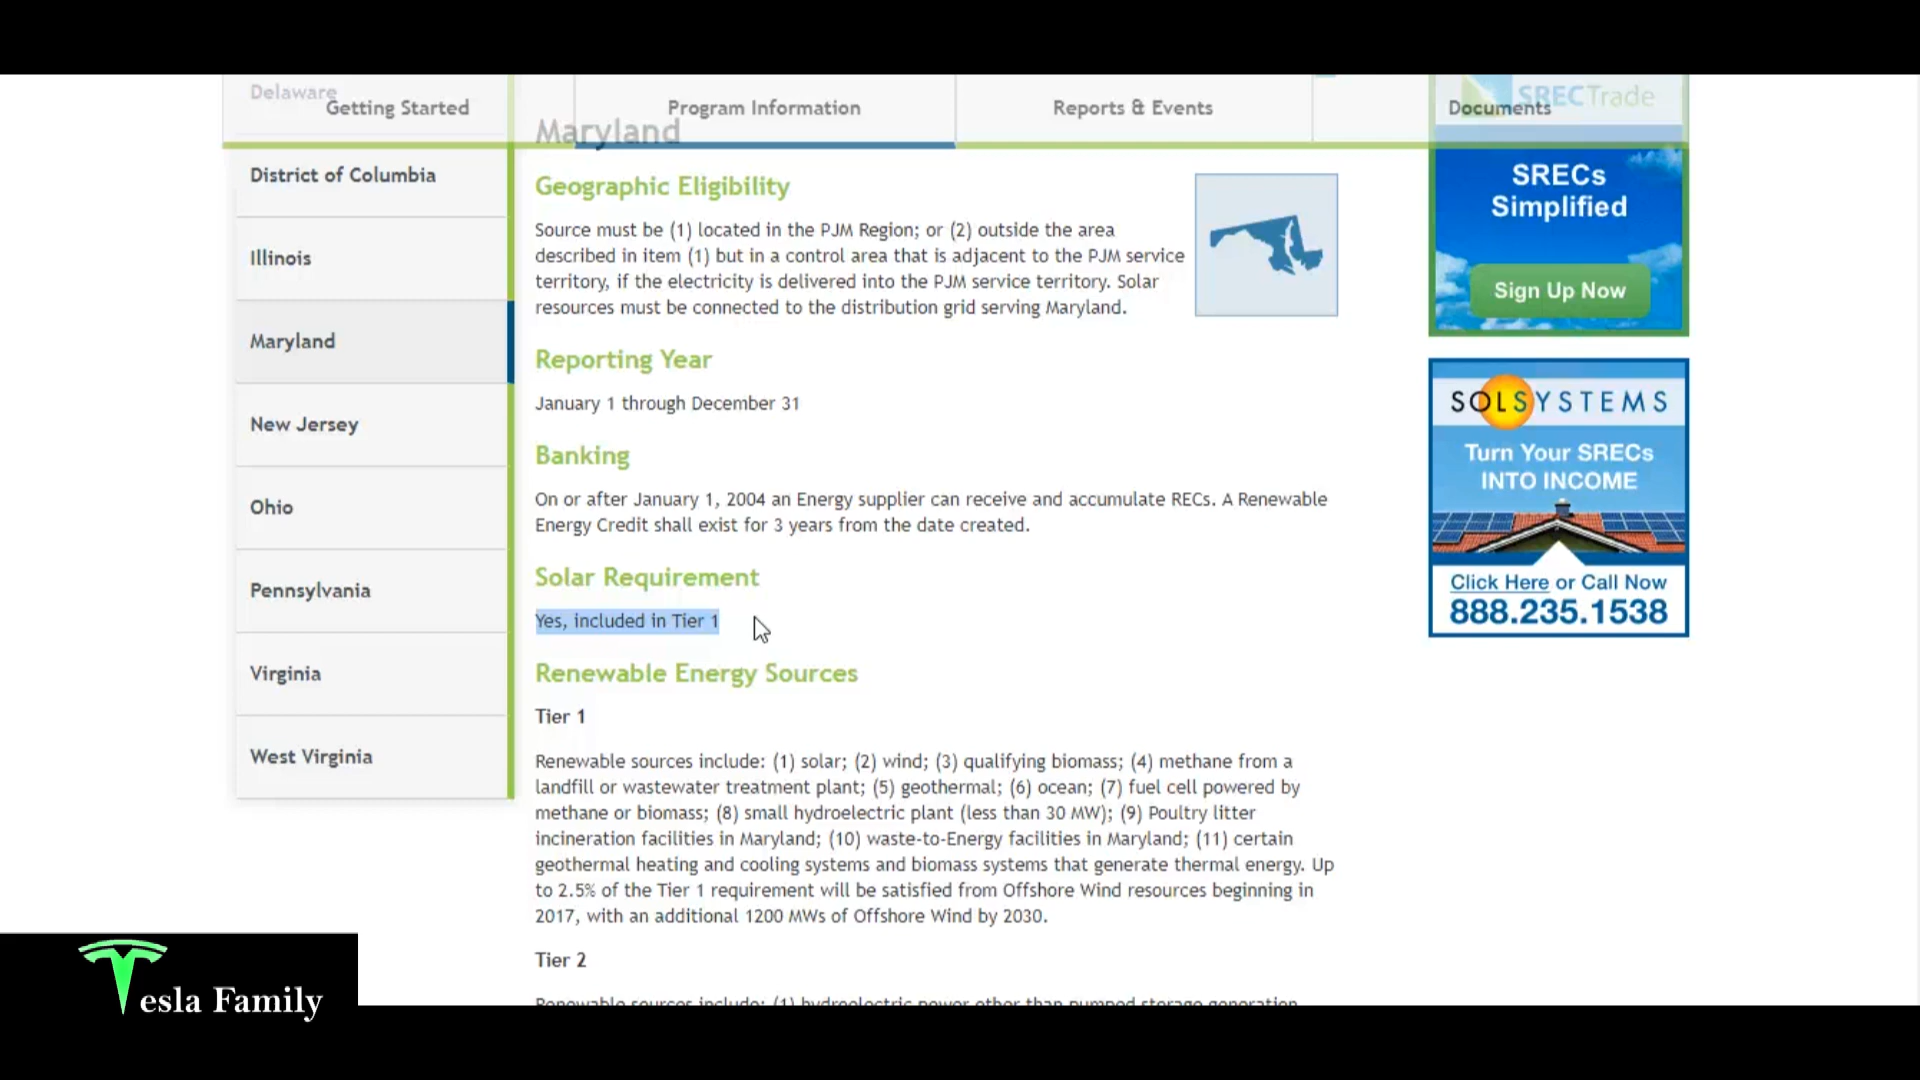 Delaware
Getting Started
Program Information
Reports & Events
Documents
SRECTrade
District of Columbia
Illinois
Maryland
New Jersey
Ohio
Pennsylvania
Virginia
West Virginia
Maryland
Geographic Eligibility
Source must be (1) located in the PJM Region; or (2) outside the area
described in item (1) but in a control area that is adjacent to the PJM service
territory, if the electricity is delivered into the PJM service territory. Solar
resources must be connected to the distribution grid serving Maryland.
Reporting Year
January 1 through December 31
Banking
On or after January 1, 2004 an Energy supplier can receive and accumulate RECs. A Renewable
Energy Credit shall exist for 3 years from the date created.
Solar Requirement
Yes, included in Tier 1
Renewable Energy Sources
Tier 1
Renewable sources include: (1) solar; (2) wind; (3) qualifying biomass; (4) methane from a
landfill or wastewater treatment plant; (5) geothermal; (6) ocean; (7) fuel cell powered by
methane or biomass; (8) small hydroelectric plant (less than 30 MW); (9) Poultry litter
incineration facilities in Maryland; (10) waste-to-Energy facilities in Maryland; (11) certain
geothermal heating and cooling systems and biomass systems that generate thermal energy. Up
to 2.5% of the Tier 1 requirement will be satisfied from Offshore Wind resources beginning in
2017, with an additional 1200 MWs of Offshore Wind by 2030.
Tier 2
Renewable sources include: (1) hydroelectric power other than pumped storage generation
SRECs
Simplified
Sign Up Now
SOLSYSTEMS
Turn Your SRECs
INTO INCOME
Click Here or Call Now
888.235.1538
Tesla Family